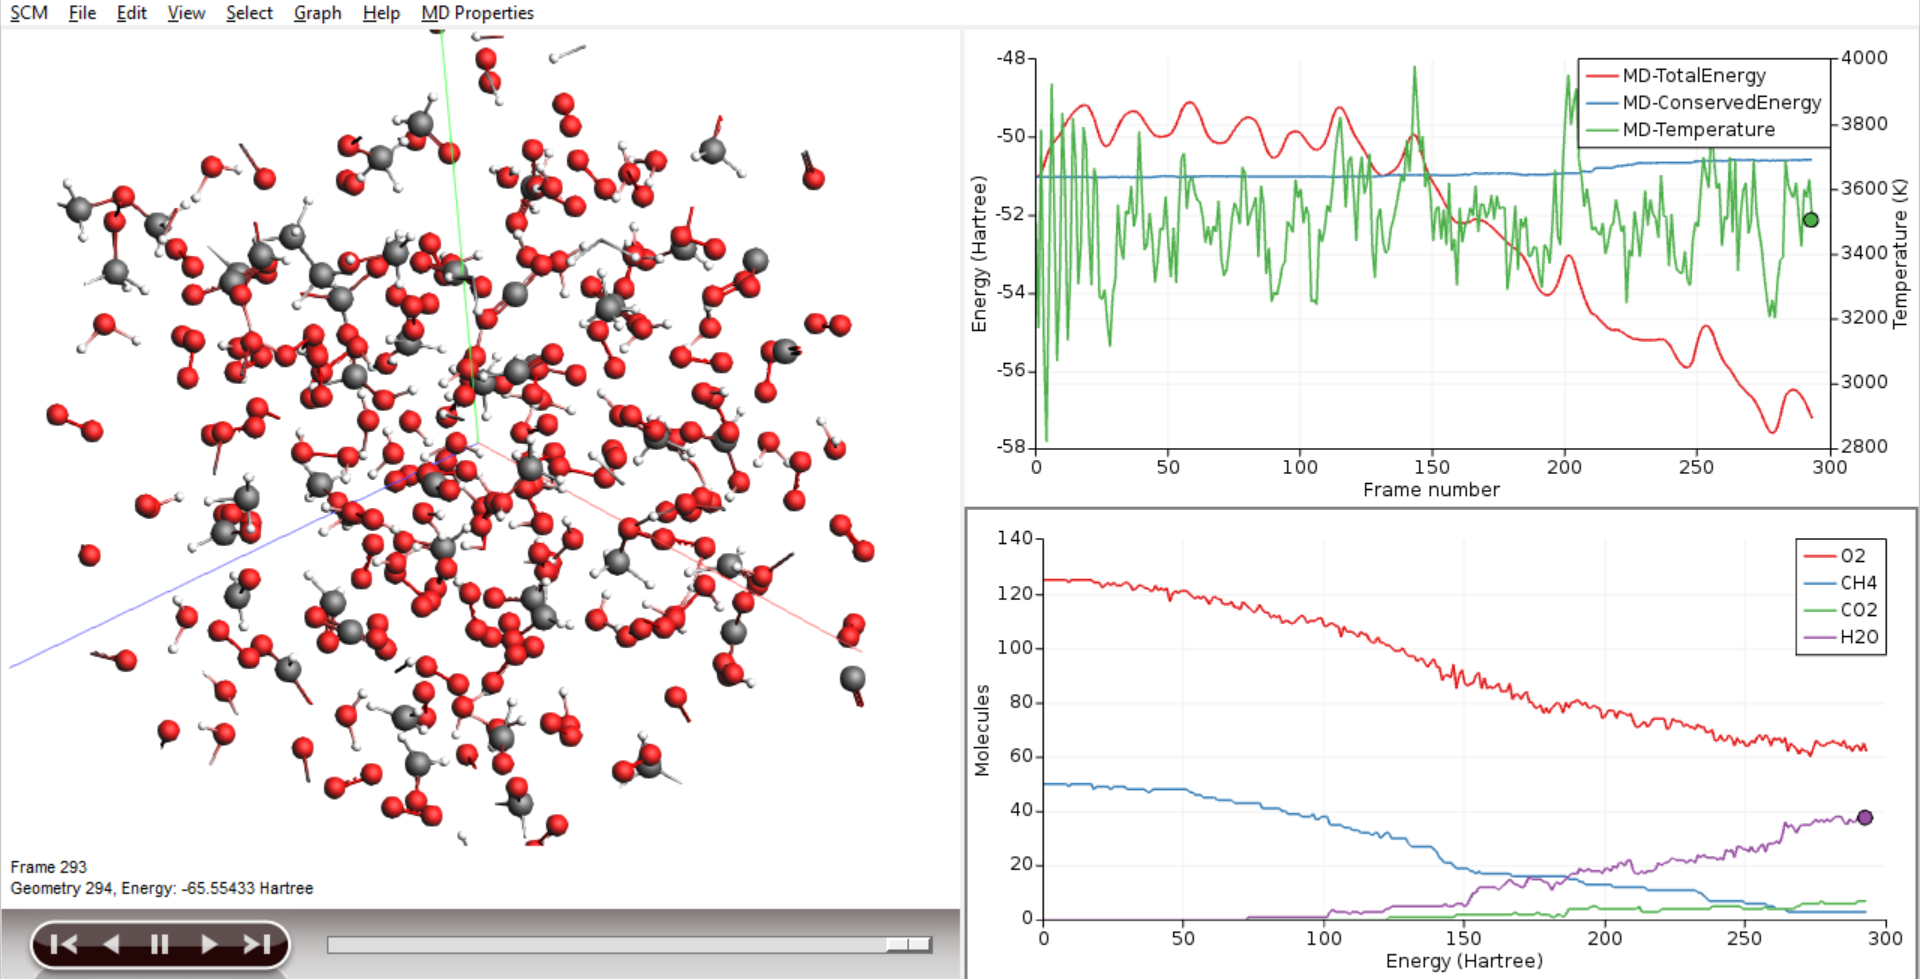 SCM File Edit View Select Graph Help MD Properties
Frame 293
Geometry 294, Energy: -65.55433 Hartree
-48
-50
-52
-54
-56
-58
Energy (Hartree)
0 50 100 150 200 250 300
Frame number
4000
3800
3600
3400
3200
3000
2800
Temperature (K)
MD-TotalEnergy
MD-ConservedEnergy
MD-Temperature
140
120
100
80
60
40
20
0
Molecules
0 50 100 150 200 250 300
Energy (Hartree)
O2
CH4
CO2
H2O